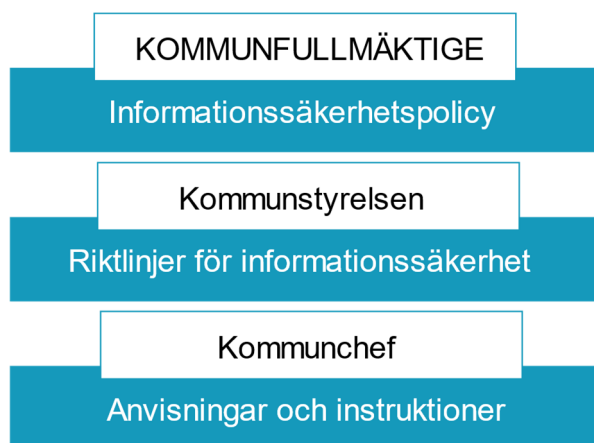 KOMMUNFULLMÄKTIGE
Informationssäkerhetspolicy
Kommunstyrelsen
Riktlinjer för informationssäkerhet
Kommunchef
Anvisningar och instruktioner